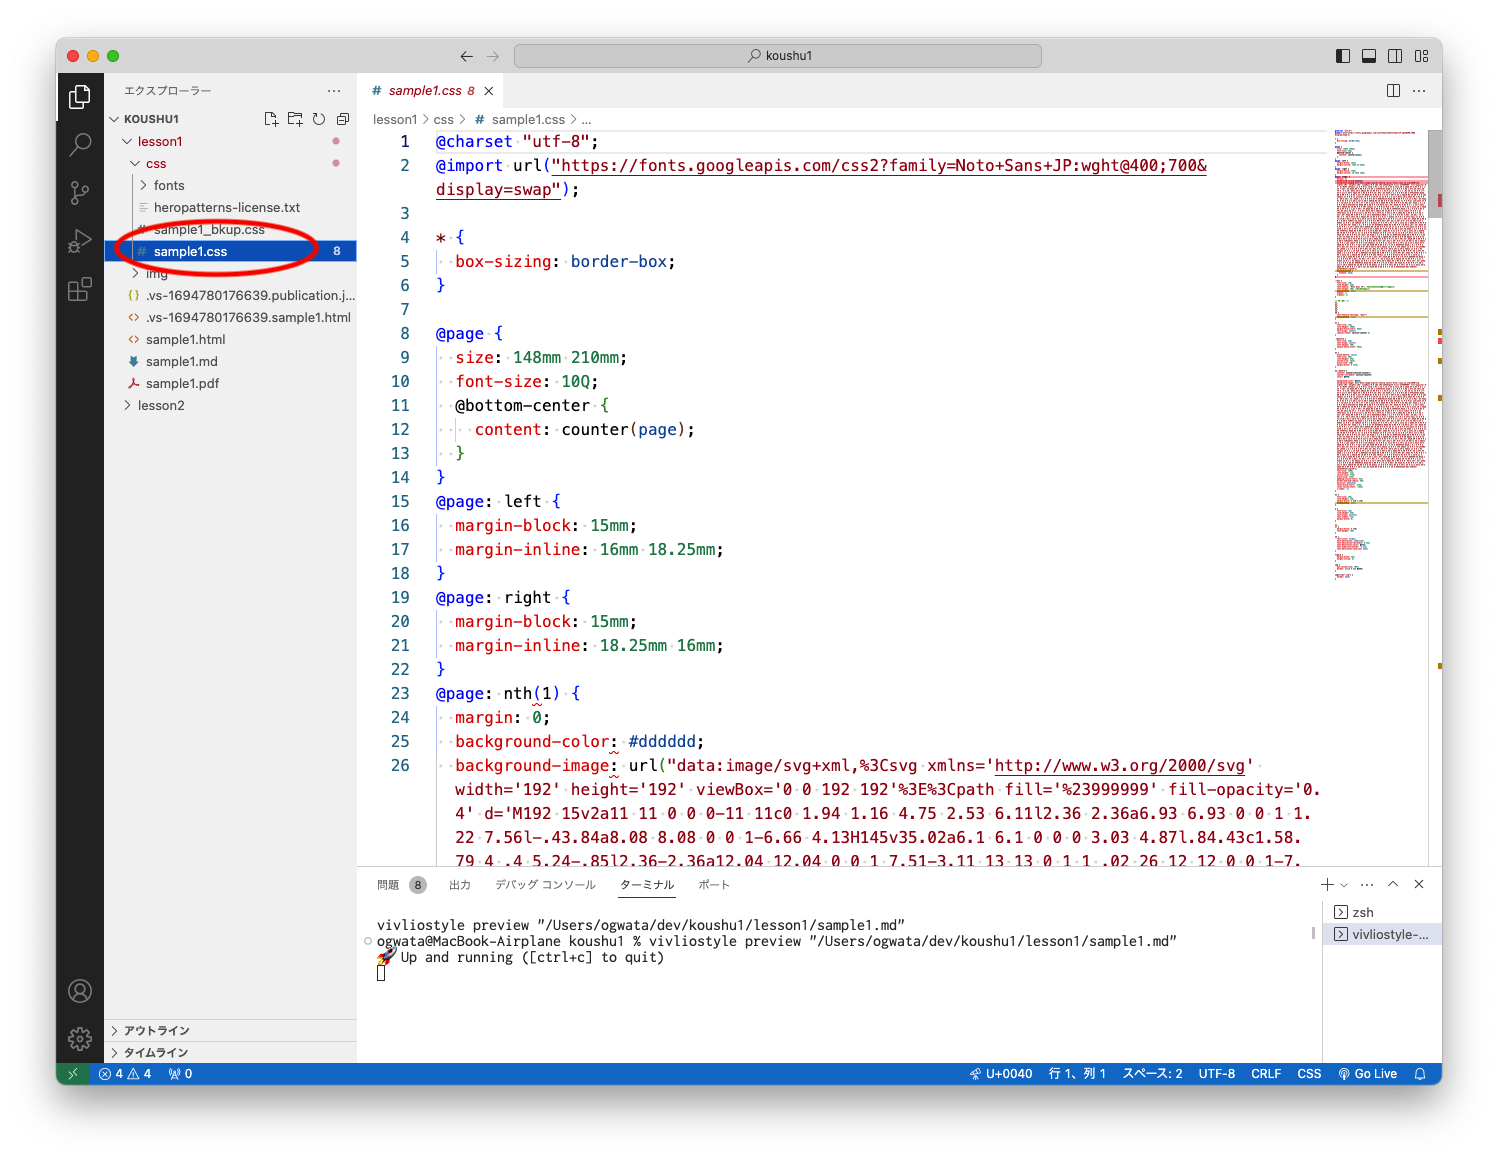 koushu1
エクスプローラー
KOUSHU1
lesson1
css
fonts
heropatterns-license.txt
sample1_bkup.css
sample1.css 8
img
.vs-1694780176639.publication.j...
.vs-1694780176639.sample1.html
sample1.html
sample1.md
sample1.pdf
lesson2
アウトライン
タイムライン
# sample1.css 8
lesson1 > css > # sample1.css > ...
1 @charset "utf-8";
2 @import url("https://fonts.googleapis.com/css2?family=Noto+Sans+JP:wght@400;700&
display=swap");
3
4 * {
5 box-sizing: border-box;
6 }
7
8 @page {
9 size: 148mm 210mm;
10 font-size: 10Q;
11 @bottom-center {
12 content: counter(page);
13 }
14 }
15 @page: left {
16 margin-block: 15mm;
17 margin-inline: 16mm 18.25mm;
18 }
19 @page: right {
20 margin-block: 15mm;
21 margin-inline: 18.25mm 16mm;
22 }
23 @page: nth(1) {
24 margin: 0;
25 background-color: #dddddd;
26 background-image: url("data:image/svg+xml,%3Csvg xmlns='http://www.w3.org/2000/svg'
width='192' height='192' viewBox='0 0 192 192'%3E%3Cpath fill='%23999999' fill-opacity='0.
4' d='M192 15v2a11 11 0 0 0-11 11c0 1.94 1.16 4.75 2.53 6.11l2.36 2.36a6.93 6.93 0 0 1 1.
22 7.56l-.43.84a8.08 8.08 0 0 1-6.66 4.13H145v35.02a6.1 6.1 0 0 0 3.03 4.87l.84.43c1.58.
79 4 .4 5.24-.85l2.36-2.36a12.04 12.04 0 0 1 7.51-3.11 13 13 0 1 1 .02 26 12 12 0 0 1-7.
問題 8 出力 デバッグ コンソール ターミナル ポート
vivliostyle preview "/Users/ogwata/dev/koushu1/lesson1/sample1.md"
ogwata@MacBook-Airplane koushu1 % vivliostyle preview "/Users/ogwata/dev/koushu1/lesson1/sample1.md"
🚀 Up and running ([ctrl+c] to quit)
zsh
vivliostyle-...
4 4 0 U+0040 行 1、列 1 スペース: 2 UTF-8 CRLF CSS Go Live